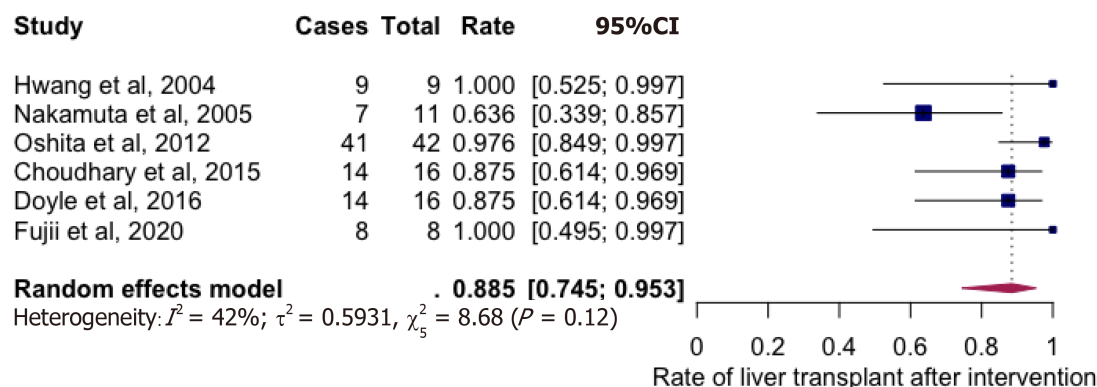 Study Cases Total Rate 95%CI
Hwang et al, 2004 9 9 1.000 [0.525; 0.997]
Nakamuta et al, 2005 7 11 0.636 [0.339; 0.857]
Oshita et al, 2012 41 42 0.976 [0.849; 0.997]
Choudhary et al, 2015 14 16 0.875 [0.614; 0.969]
Doyle et al, 2016 14 16 0.875 [0.614; 0.969]
Fujii et al, 2020 8 8 1.000 [0.495; 0.997]
Random effects model . 0.885 [0.745; 0.953]
Heterogeneity: I² = 42%; τ² = 0.5931, χ²₅ = 8.68 (P = 0.12)
0 0.2 0.4 0.6 0.8 1
Rate of liver transplant after intervention